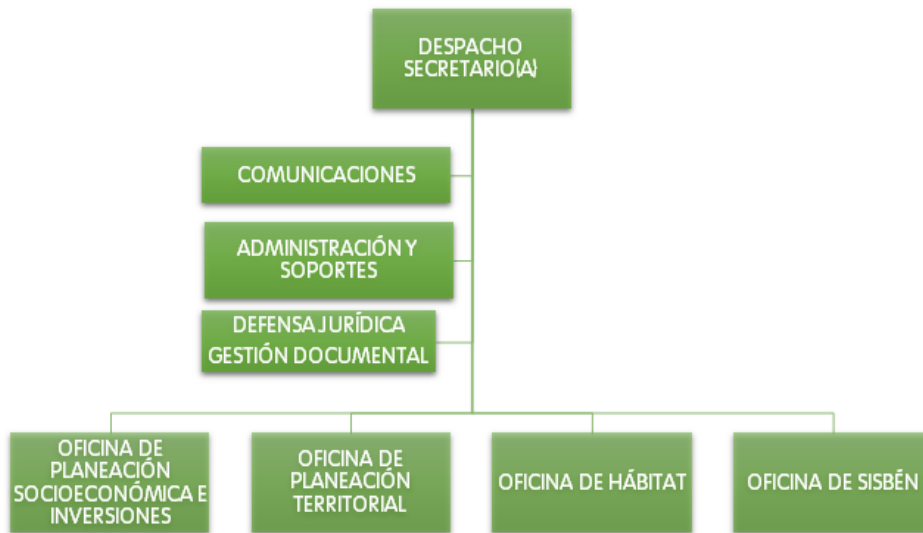 DESPACHO
SECRETARIO(A)
COMUNICACIONES
ADMINISTRACIÓN Y
SOPORTES
DEFENSA JURÍDICA
GESTIÓN DOCUMENTAL
OFICINA DE
PLANEACIÓN
SOCIOECONÓMICA E
INVERSIONES
OFICINA DE
PLANEACIÓN
TERRITORIAL
OFICINA DE HÁBITAT
OFICINA DE SISBÉN